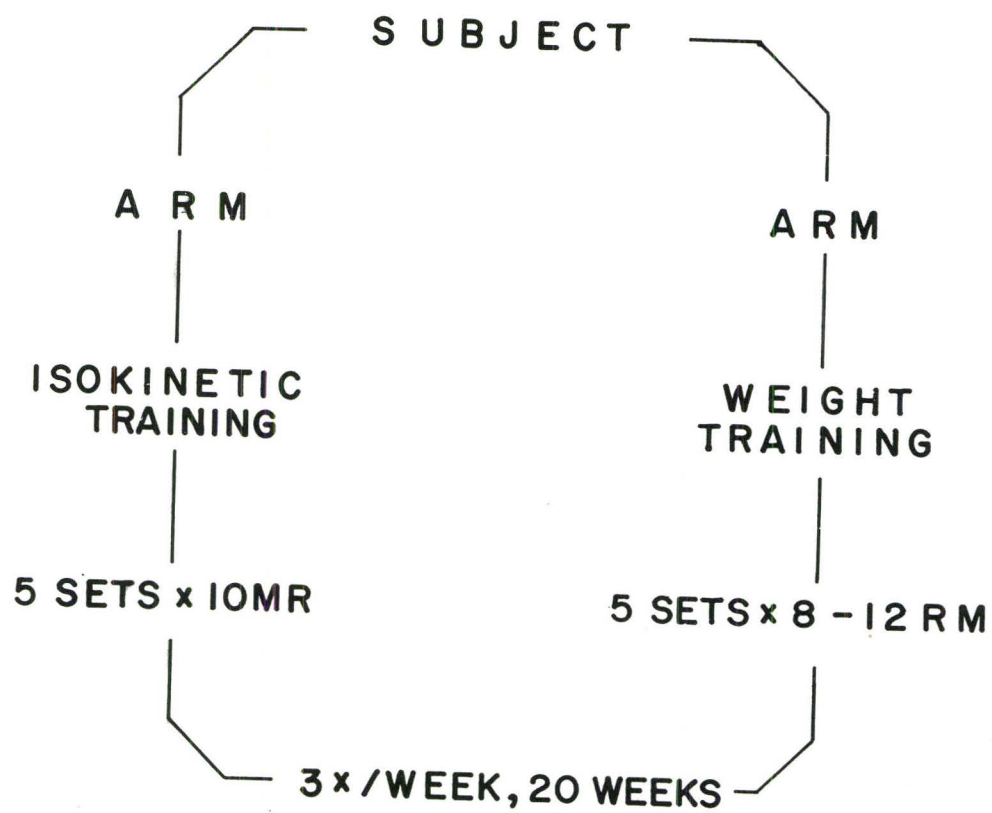 SUBJECT
ARM
ARM
ISOKINETIC
TRAINING
WEIGHT
TRAINING
5 SETS x 10MR
5 SETS x 8-12 RM
3x/WEEK, 20 WEEKS